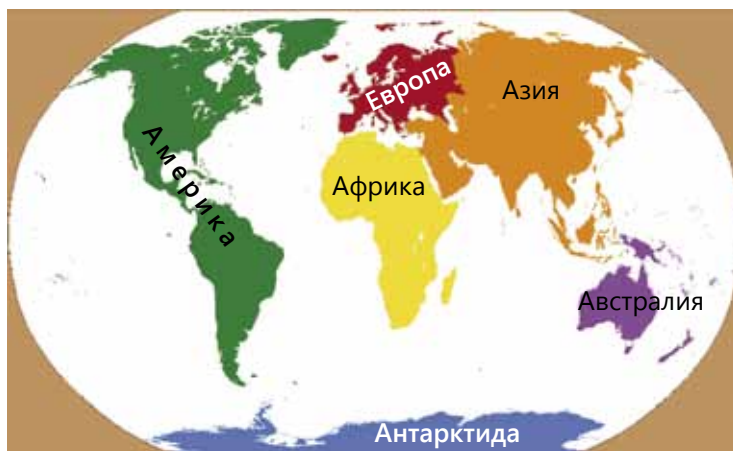 Европа
Азия
Америка
Африка
Австралия
Антарктида